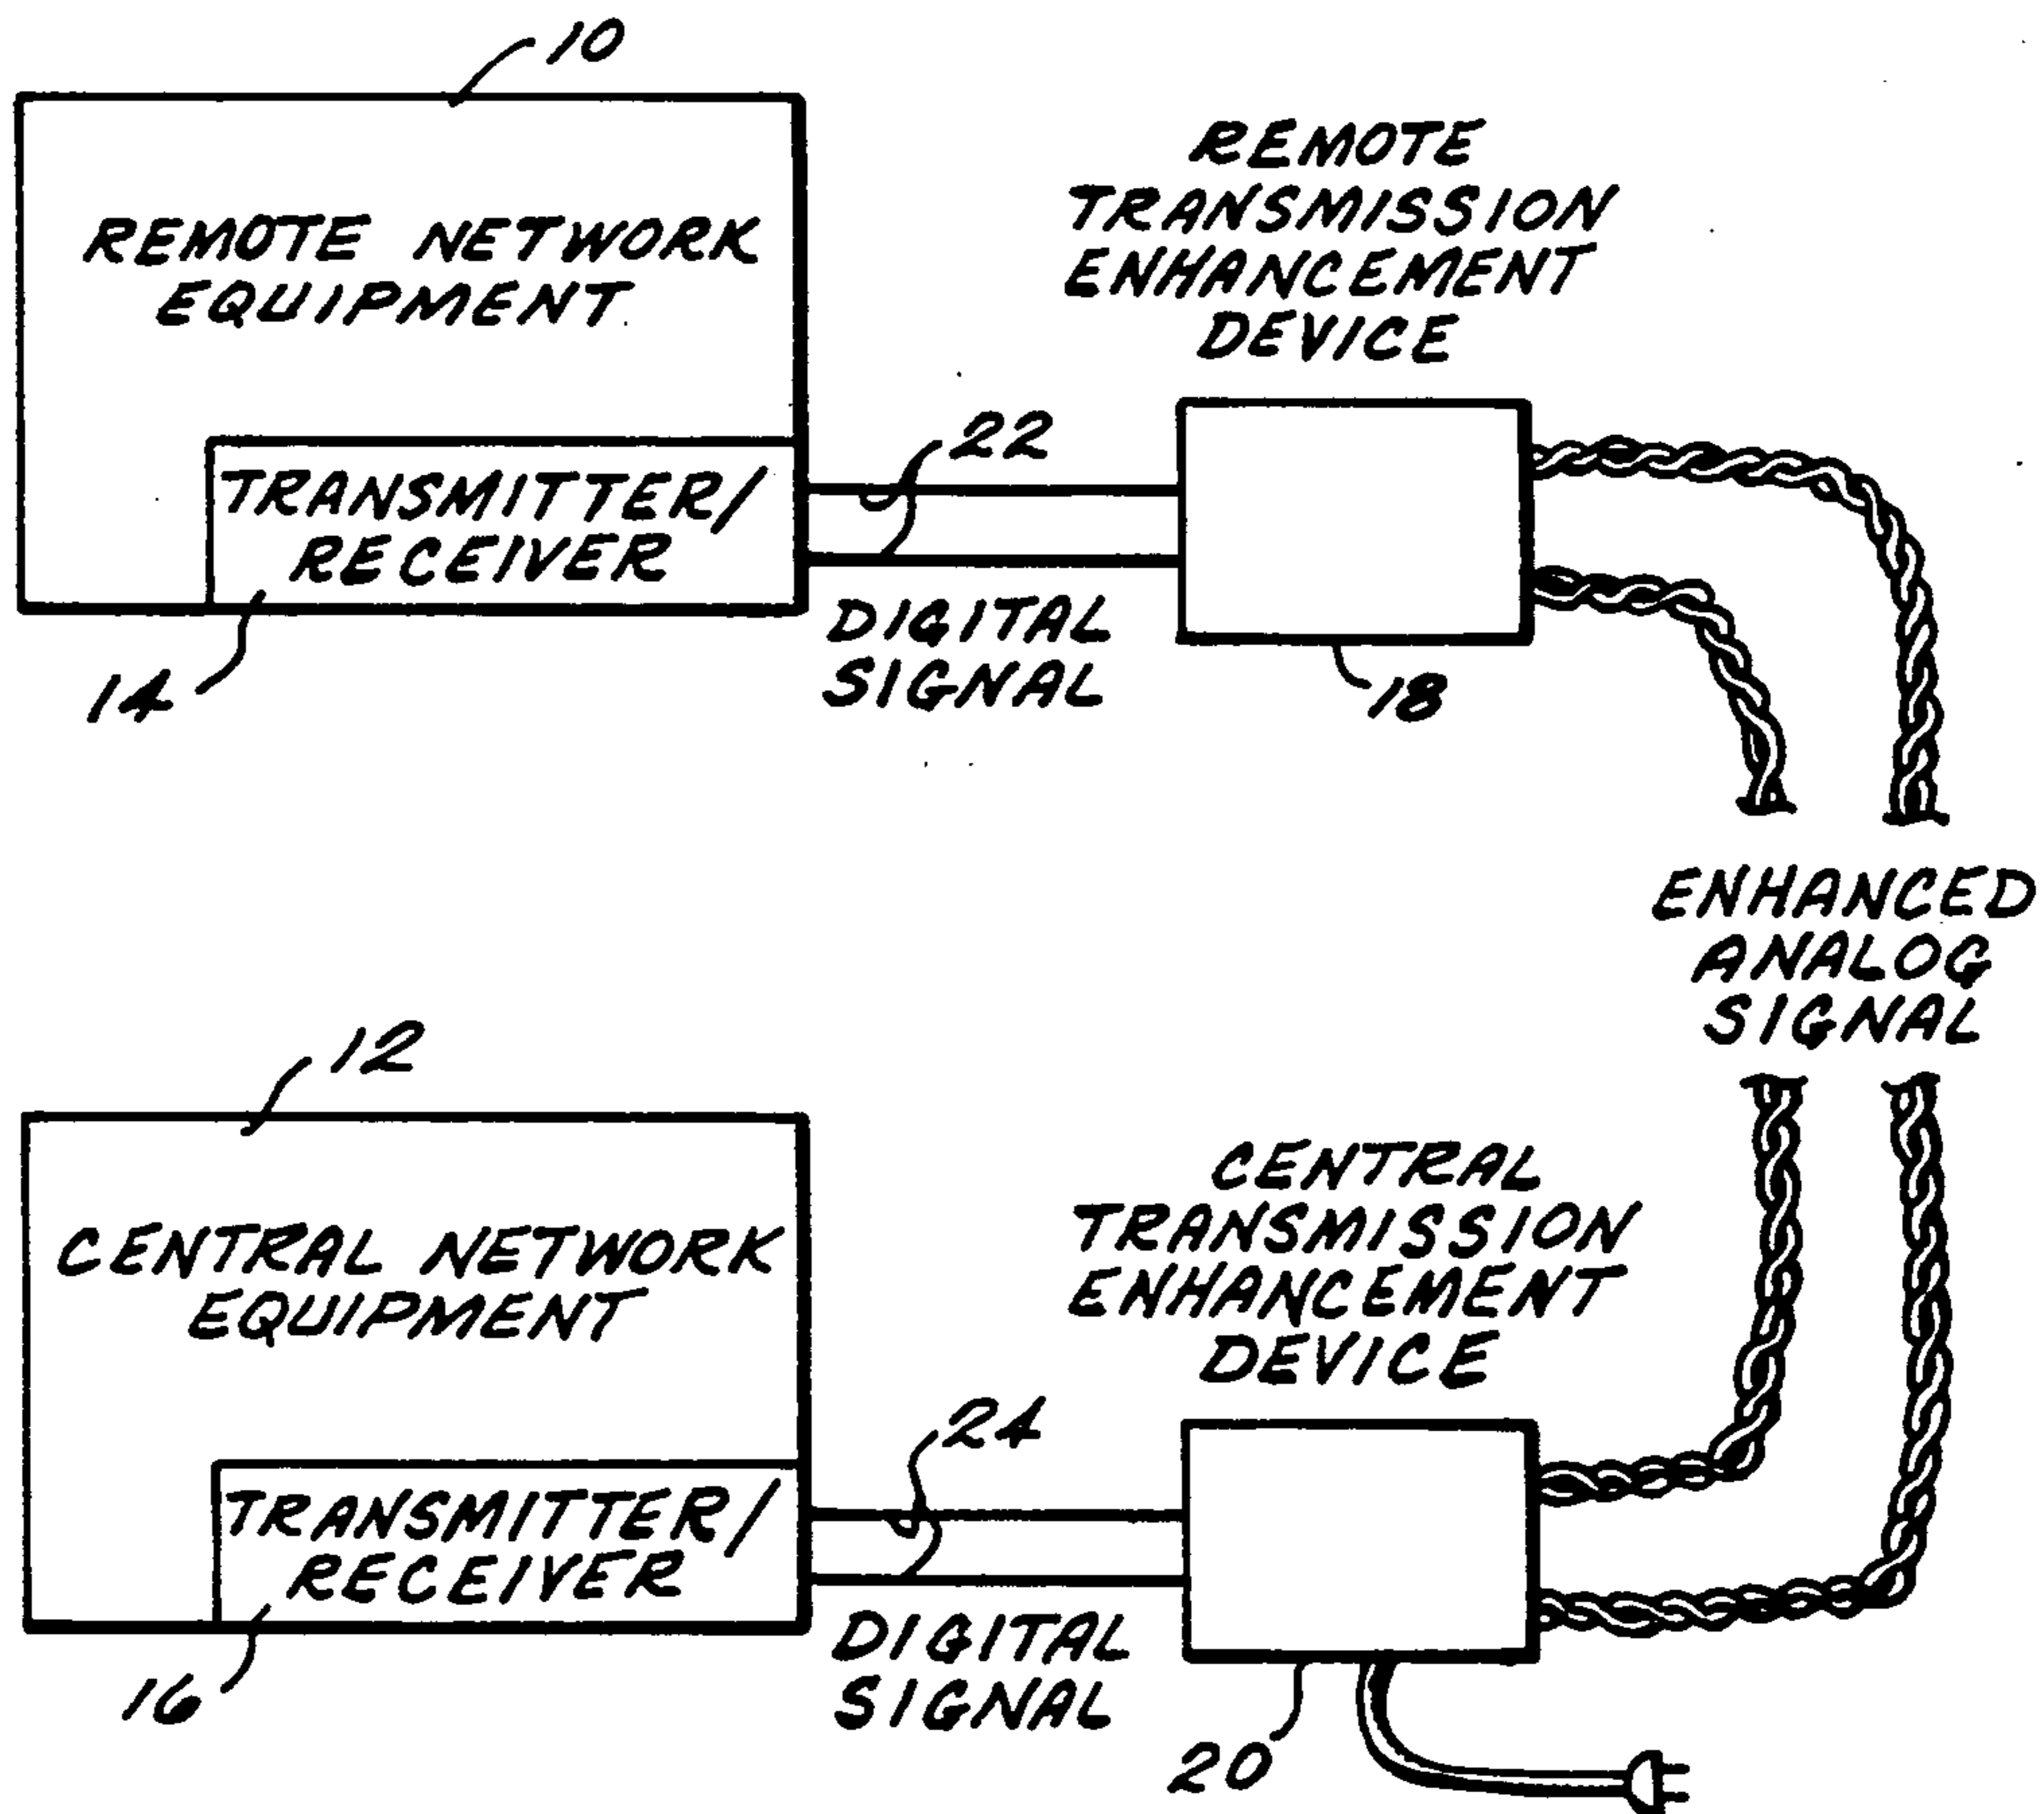 10
REMOTE NETWORK
EQUIPMENT
TRANSMITTER/
RECEIVER
14
22
DIGITAL
SIGNAL
REMOTE
TRANSMISSION
ENHANCEMENT
DEVICE
18
ENHANCED
ANALOG
SIGNAL
12
CENTRAL NETWORK
EQUIPMENT
TRANSMITTER/
RECEIVER
16
24
DIGITAL
SIGNAL
CENTRAL
TRANSMISSION
ENHANCEMENT
DEVICE
20